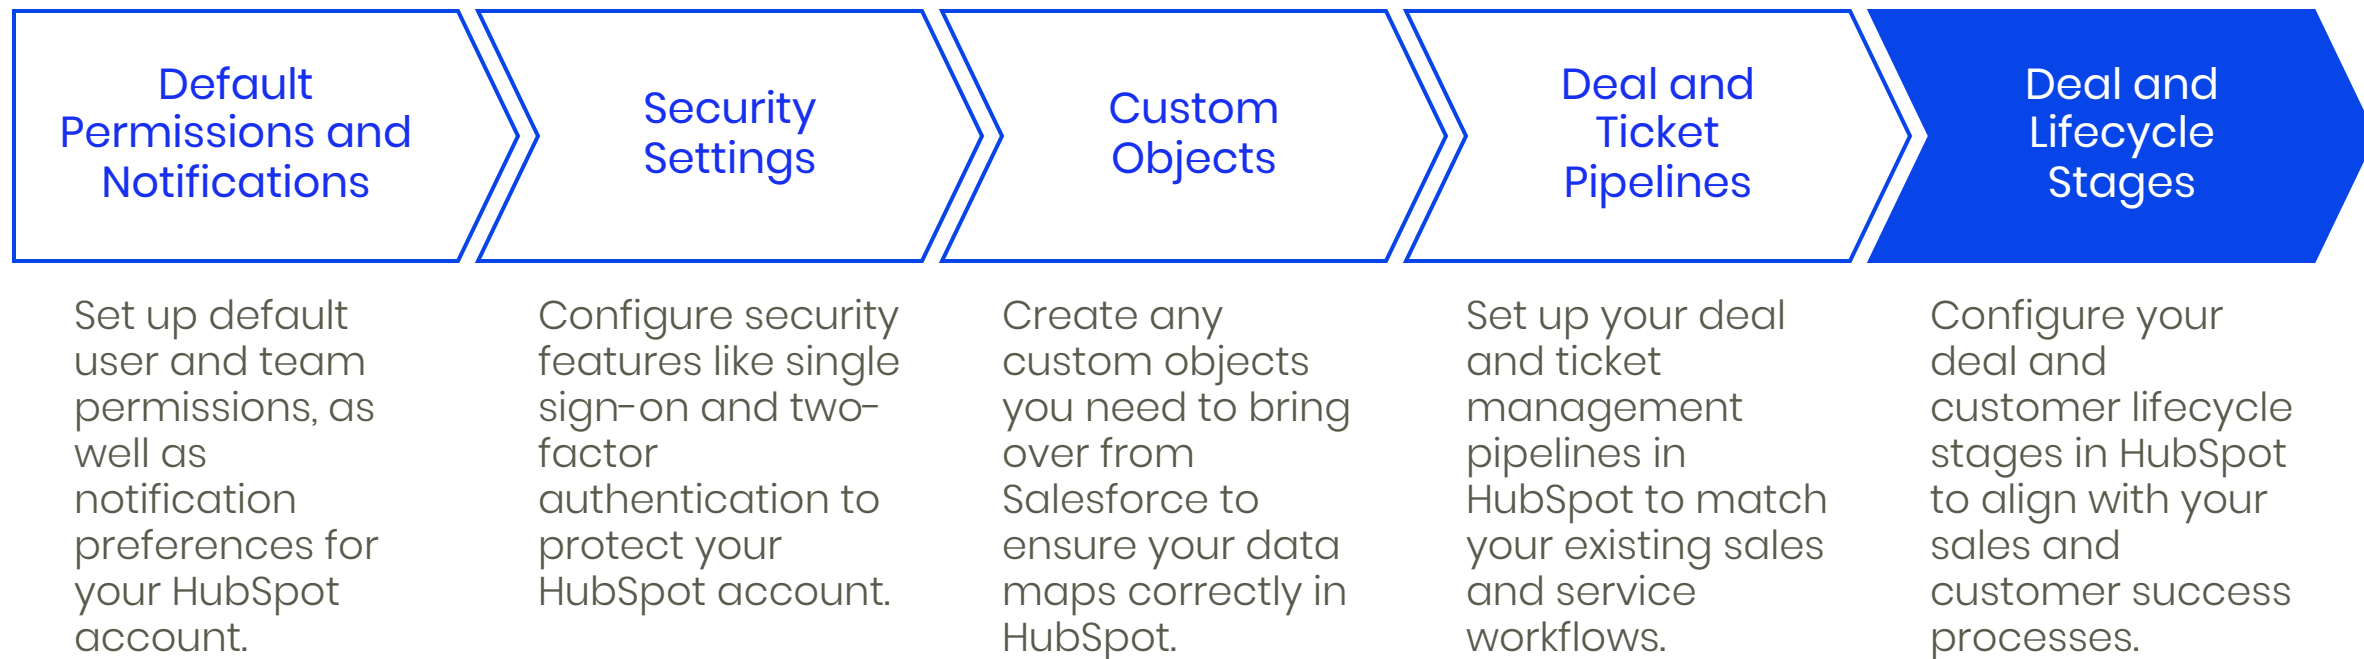 Default
Permissions and
Notifications
Security
Settings
Custom
Objects
Deal and
Ticket
Pipelines
Deal and
Lifecycle
Stages
Set up default
user and team
permissions, as
well as
notification
preferences for
your HubSpot
account.
Configure security
features like single
sign-on and two-
factor
authentication to
protect your
HubSpot account.
Create any
custom objects
you need to bring
over from
Salesforce to
ensure your data
maps correctly in
HubSpot.
Set up your deal
and ticket
management
pipelines in
HubSpot to match
your existing sales
and service
workflows.
Configure your
deal and
customer lifecycle
stages in HubSpot
to align with your
sales and
customer success
processes.